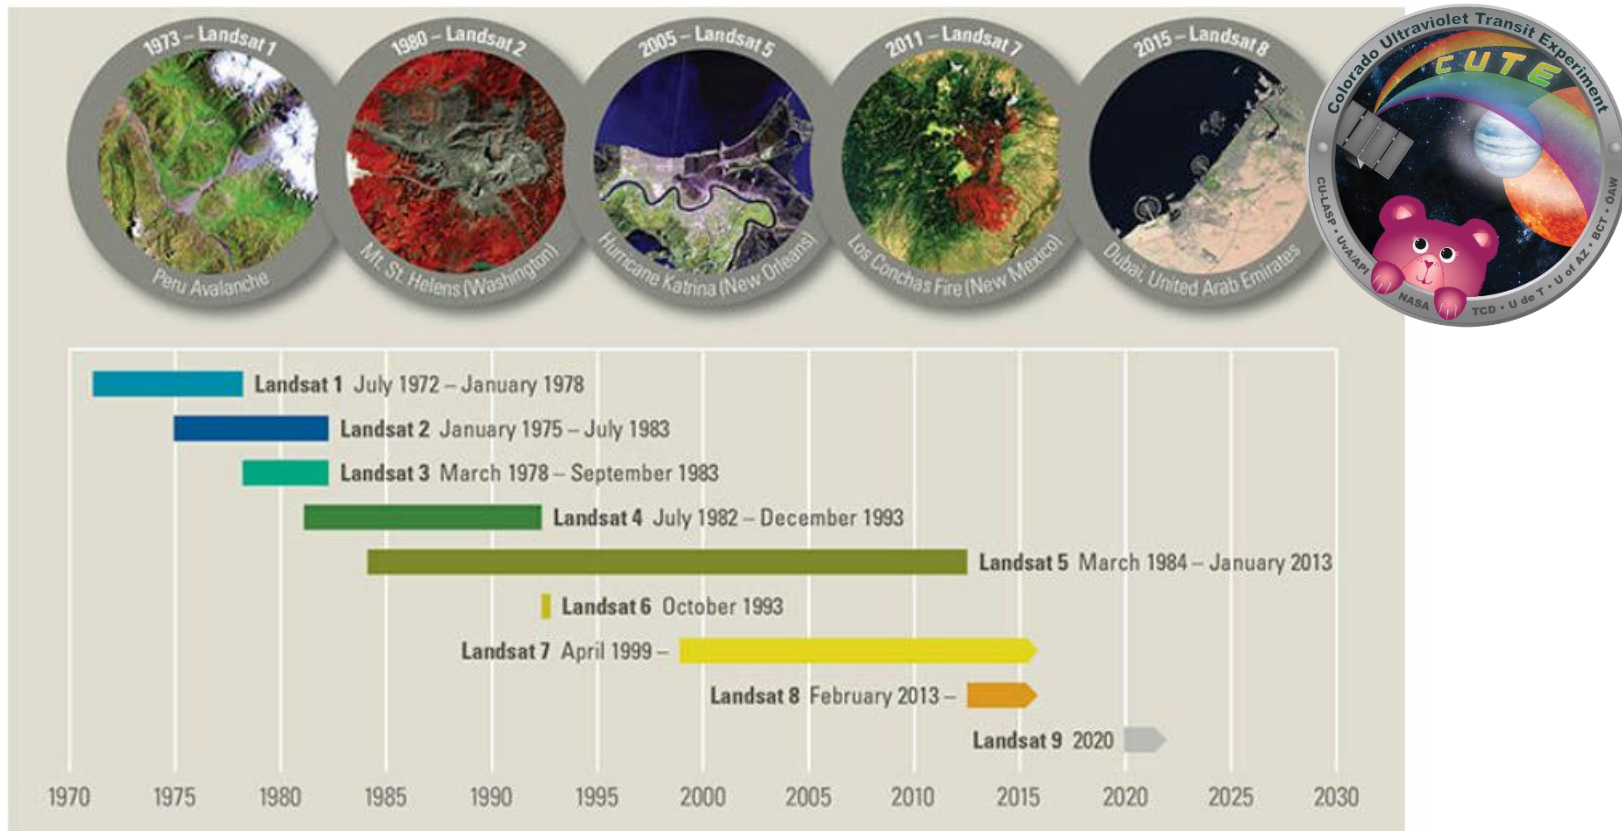 1973 – Landsat 1
Peru Avalanche
1980 – Landsat 2
Mt. St. Helens (Washington)
2005 – Landsat 5
Hurricane Katrina (New Orleans)
2011 – Landsat 7
Los Conchas Fire (New Mexico)
2015 – Landsat 8
Dubai, United Arab Emirates
Colorado Ultraviolet Transit Experiment
CUTE
CU-LASP • UvA/API
NASA
TCD • U de T • U of AZ • BCT • ÖAW
Landsat 1 July 1972 – January 1978
Landsat 2 January 1975 – July 1983
Landsat 3 March 1978 – September 1983
Landsat 4 July 1982 – December 1993
Landsat 5 March 1984 – January 2013
Landsat 6 October 1993
Landsat 7 April 1999 –
Landsat 8 February 2013 –
Landsat 9 2020
1970 1975 1980 1985 1990 1995 2000 2005 2010 2015 2020 2025 2030